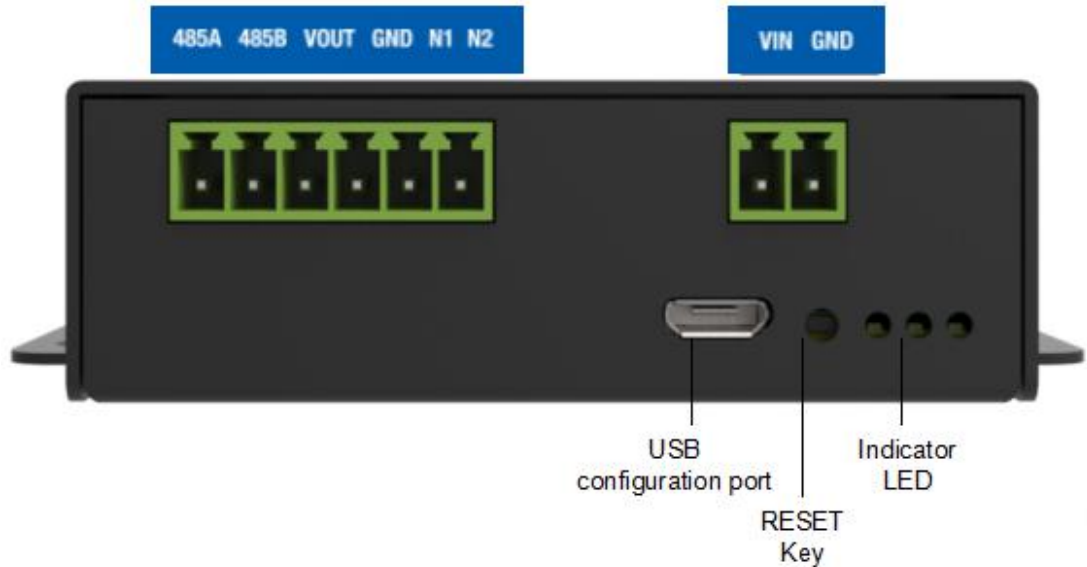 485A 485B VOUT GND N1 N2
VIN GND
USB
configuration port
Indicator
LED
RESET
Key